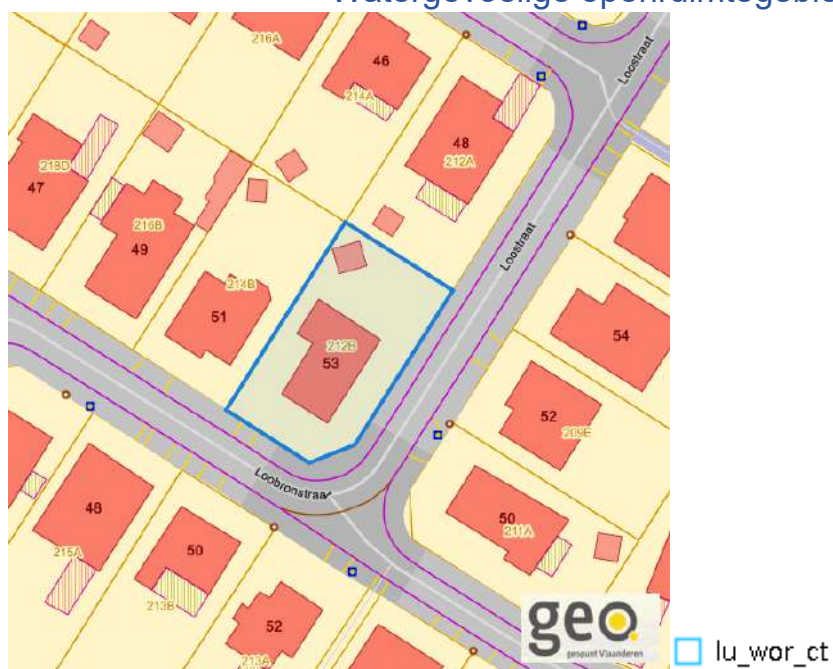 Watergevoelige openruimtegebie
216A
46
214A
Loostraat
48
212A
218D
47
216B
49
214B
51
Loostraat
212B
53
54
52
209E
Loobronstraat
48
215A
50
213B
52
213A
50
211A
geo.
geopunt Vlaanderen
lu_wor_ct